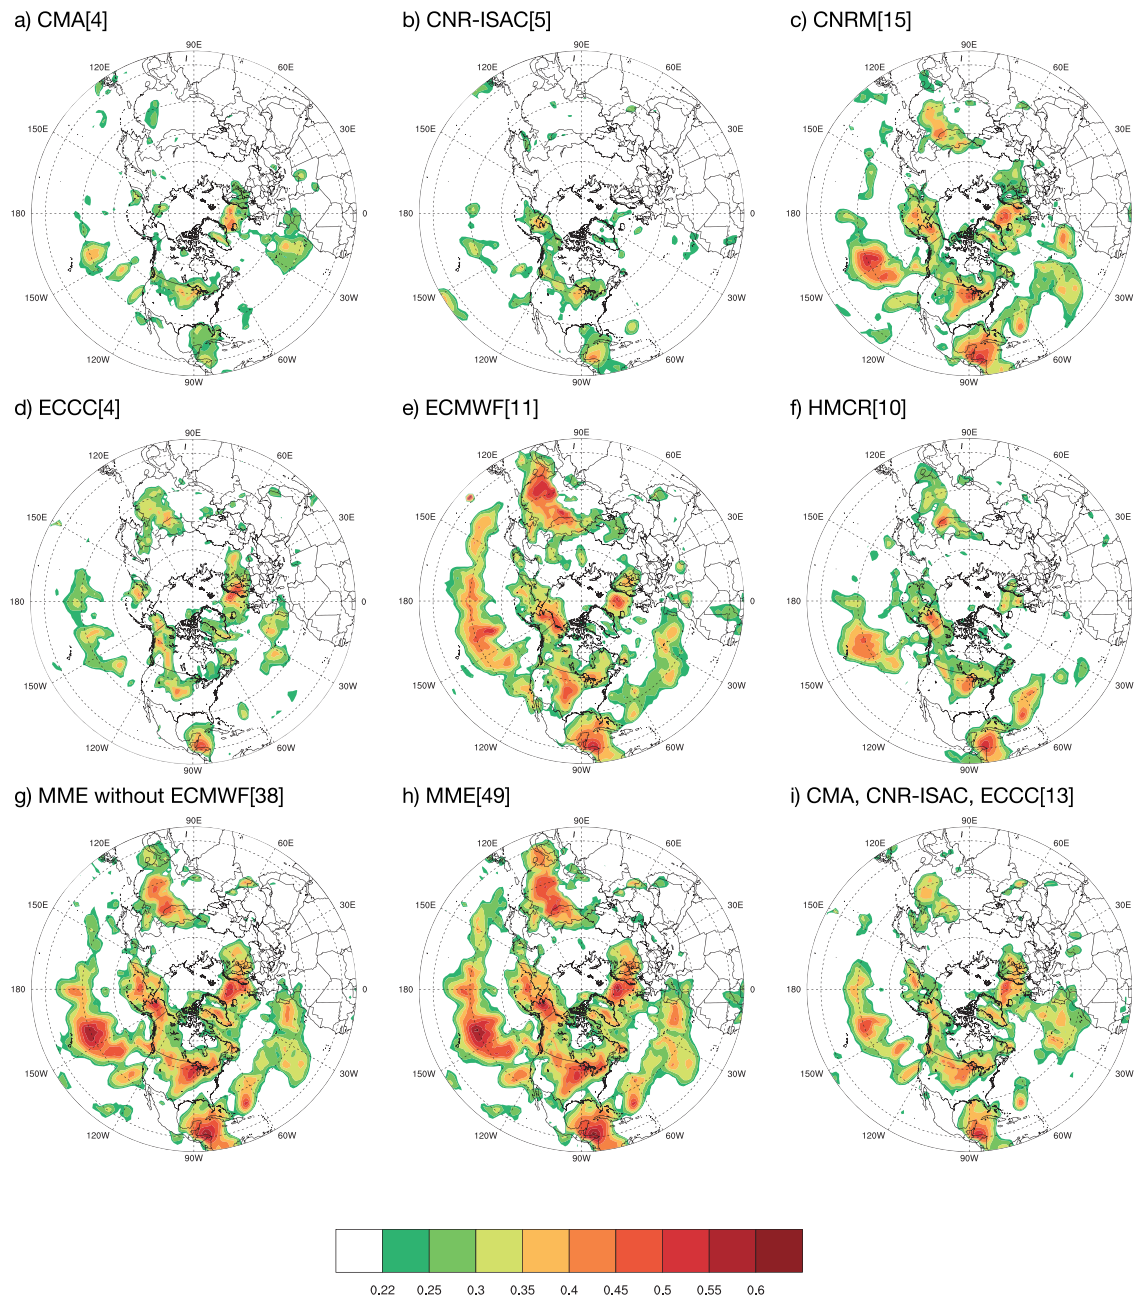 a) CMA[4]
b) CNR-ISAC[5]
c) CNRM[15]
90E
120E
60E
150E
30E
180
0
150W
30W
120W
60W
90W
90E
120E
60E
150E
30E
180
0
150W
30W
120W
60W
90W
90E
120E
60E
150E
30E
180
0
150W
30W
120W
60W
90W
d) ECCC[4]
e) ECMWF[11]
f) HMCR[10]
90E
120E
60E
150E
30E
180
0
150W
30W
120W
60W
90W
90E
120E
60E
150E
30E
180
0
150W
30W
120W
60W
90W
90E
120E
60E
150E
30E
180
0
150W
30W
120W
60W
90W
g) MME without ECMWF[38]
h) MME[49]
i) CMA, CNR-ISAC, ECCC[13]
90E
120E
60E
150E
30E
180
0
150W
30W
120W
60W
90W
90E
120E
60E
150E
30E
180
0
150W
30W
120W
60W
90W
90E
120E
60E
150E
30E
180
0
150W
30W
120W
60W
90W
0.22 0.25 0.3 0.35 0.4 0.45 0.5 0.55 0.6